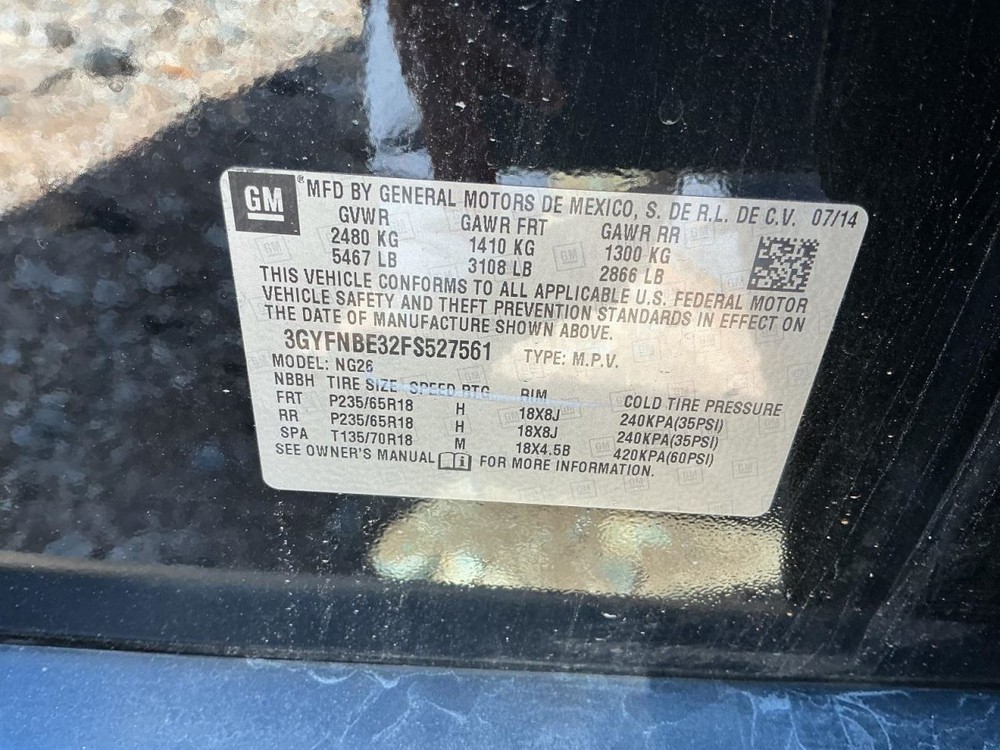 GM ® MFD BY GENERAL MOTORS DE MEXICO, S. DE R.L. DE C.V. 07/14
GVWR GAWR FRT GAWR RR
2480 KG 1410 KG 1300 KG
5467 LB 3108 LB 2866 LB
THIS VEHICLE CONFORMS TO ALL APPLICABLE U.S. FEDERAL MOTOR
VEHICLE SAFETY AND THEFT PREVENTION STANDARDS IN EFFECT ON
THE DATE OF MANUFACTURE SHOWN ABOVE.
3GYFNBE32FS527561 TYPE: M.P.V.
MODEL: NG26
NBBH TIRE SIZE SPEED RTG RIM COLD TIRE PRESSURE
FRT P235/65R18 H 18X8J 240KPA(35PSI)
RR P235/65R18 H 18X8J 240KPA(35PSI)
SPA T135/70R18 M 18X4.5B 420KPA(60PSI)
SEE OWNER'S MANUAL FOR MORE INFORMATION.